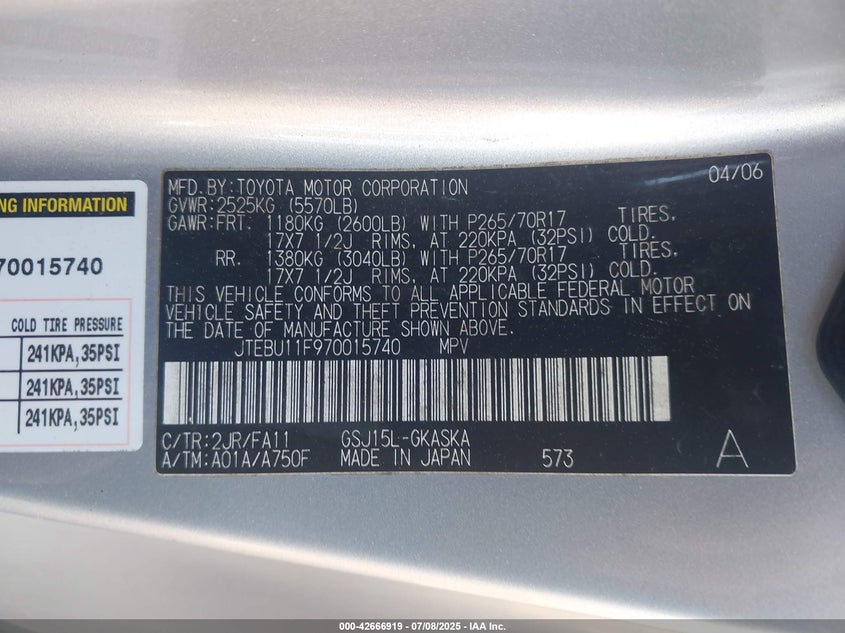 NG INFORMATION
70015740
COLD TIRE PRESSURE
241KPA,35PSI
241KPA,35PSI
241KPA,35PSI
MFD.BY:TOYOTA MOTOR CORPORATION 04/06
GVWR:2525KG (5570LB)
GAWR:FRT. 1180KG (2600LB) WITH P265/70R17 TIRES,
17X7 1/2J RIMS, AT 220KPA (32PSI) COLD.
RR. 1380KG (3040LB) WITH P265/70R17 TIRES,
17X7 1/2J RIMS, AT 220KPA (32PSI) COLD.
THIS VEHICLE CONFORMS TO ALL APPLICABLE FEDERAL MOTOR
VEHICLE SAFETY AND THEFT PREVENTION STANDARDS IN EFFECT ON
THE DATE OF MANUFACTURE SHOWN ABOVE.
JTEBU11F970015740 MPV
C/TR:2JR/FA11 GSJ15L-GKASKA
A/TM:A01A/A750F MADE IN JAPAN 573 A
000-42666919 / 07/08/2025 - IAA Inc.